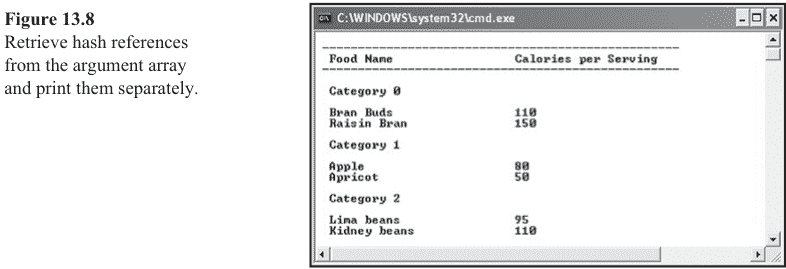 Figure 13.8
Retrieve hash references
from the argument array
and print them separately.
C:\WINDOWS\system32\cmd.exe
Food Name Calories per Serving
Category 0
Bran Buds 110
Raisin Bran 150
Category 1
Apple 80
Apricot 50
Category 2
Lima beans 95
Kidney beans 110